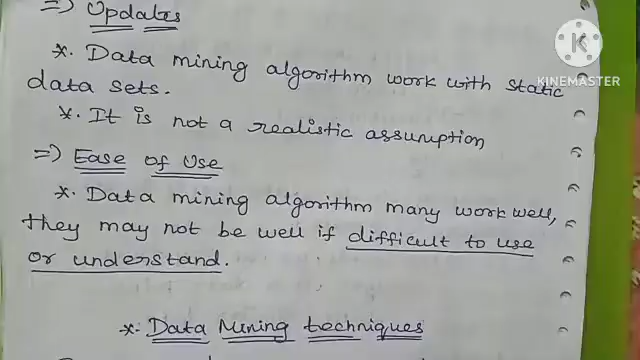 => Updates
*. Data mining algorithm work with static
data sets.
*. It is not a realistic assumption
=> Ease of Use
*. Data mining algorithm many work well,
they may not be well if difficult to use
or understand.
*. Data Mining techniques
KINEMASTER